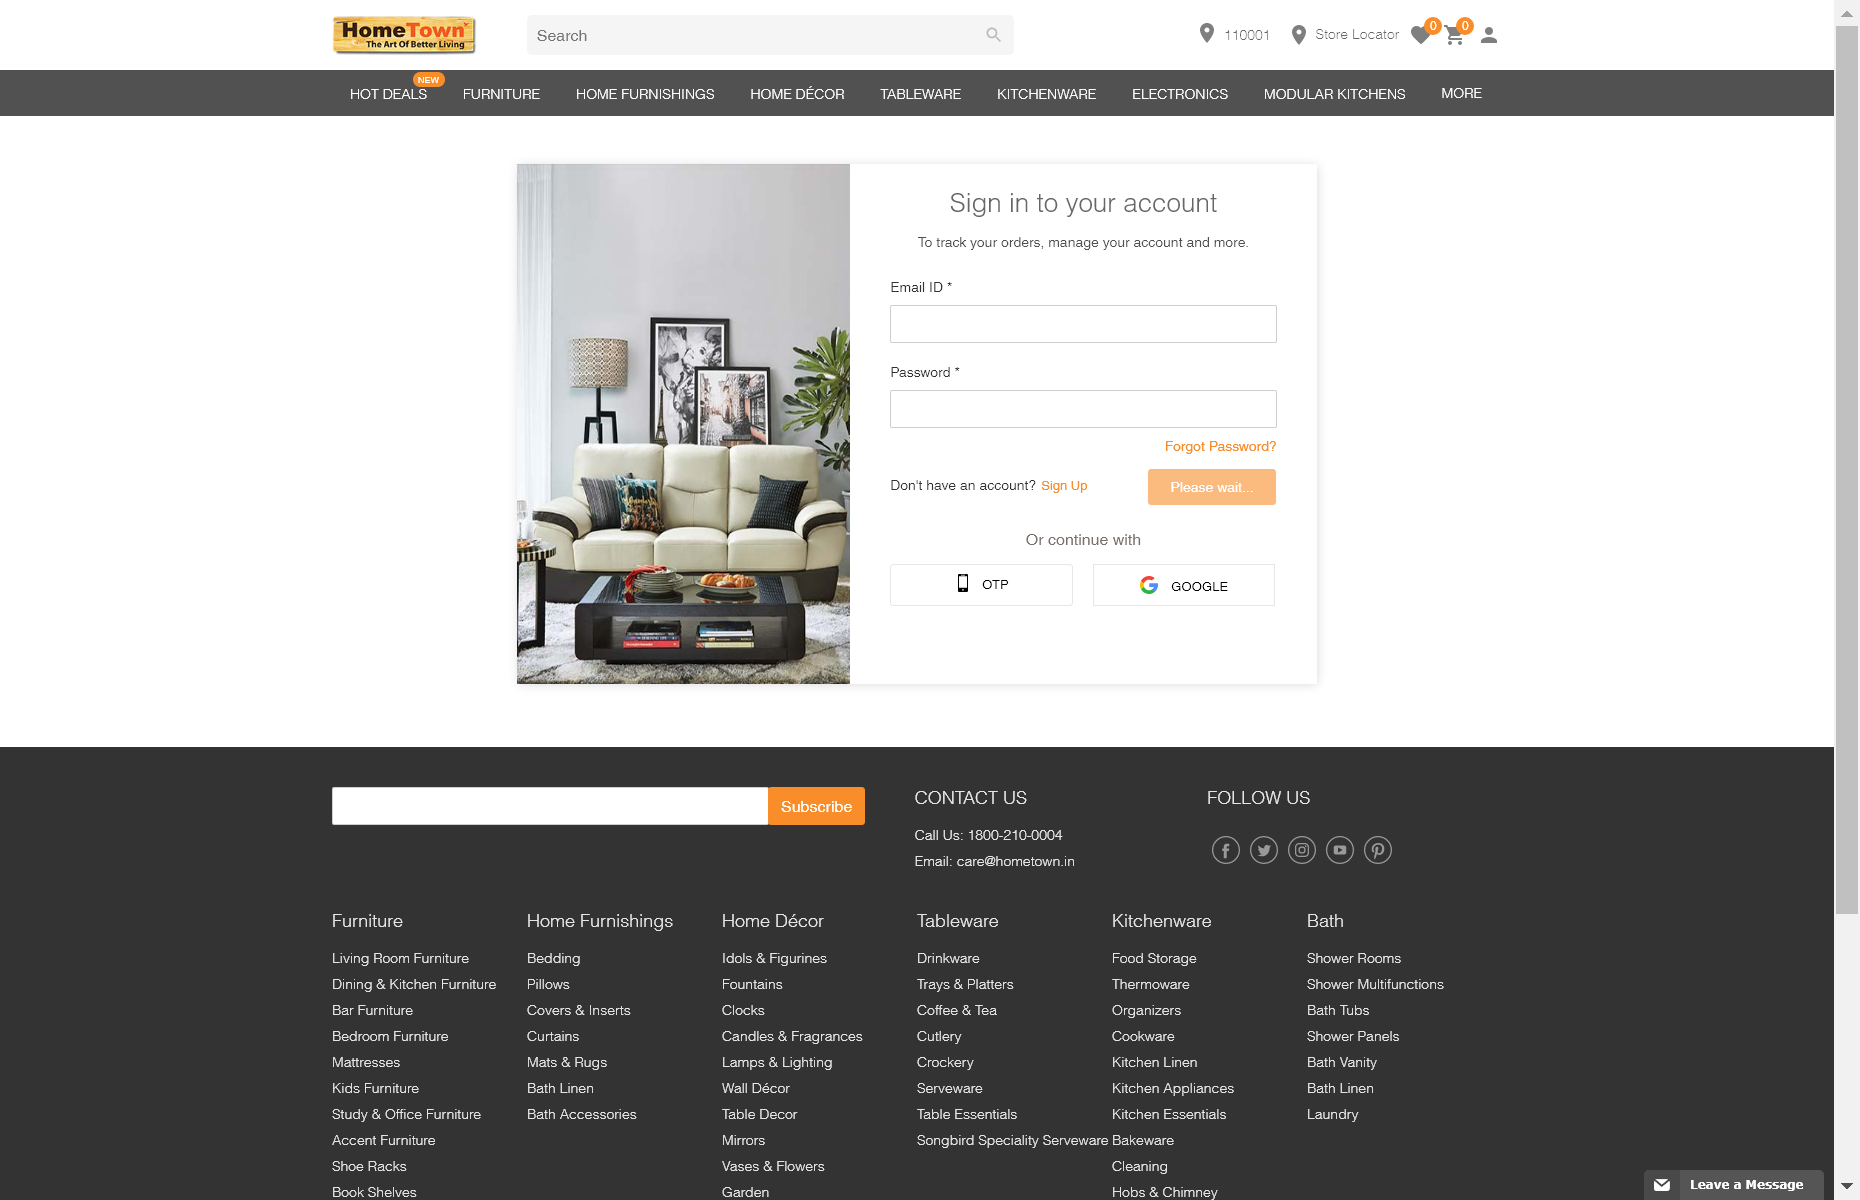 HomeTown
The Art Of Better Living
Search
110001
Store Locator
0
0
NEW
HOT DEALS
FURNITURE
HOME FURNISHINGS
HOME DÉCOR
TABLEWARE
KITCHENWARE
ELECTRONICS
MODULAR KITCHENS
MORE
Sign in to your account
To track your orders, manage your account and more.
Email ID *
Password *
Forgot Password?
Don't have an account? Sign Up
Please wait...
Or continue with
OTP
GOOGLE
Subscribe
CONTACT US
Call Us: 1800-210-0004
Email: care@hometown.in
FOLLOW US
Furniture
Living Room Furniture
Dining & Kitchen Furniture
Bar Furniture
Bedroom Furniture
Mattresses
Kids Furniture
Study & Office Furniture
Accent Furniture
Shoe Racks
Book Shelves
Home Furnishings
Bedding
Pillows
Covers & Inserts
Curtains
Mats & Rugs
Bath Linen
Bath Accessories
Home Décor
Idols & Figurines
Fountains
Clocks
Candles & Fragrances
Lamps & Lighting
Wall Décor
Table Decor
Mirrors
Vases & Flowers
Garden
Tableware
Drinkware
Trays & Platters
Coffee & Tea
Cutlery
Crockery
Serveware
Table Essentials
Songbird Speciality Serveware
Kitchenware
Food Storage
Thermoware
Organizers
Cookware
Kitchen Linen
Kitchen Appliances
Kitchen Essentials
Bakeware
Cleaning
Hobs & Chimney
Bath
Shower Rooms
Shower Multifunctions
Bath Tubs
Shower Panels
Bath Vanity
Bath Linen
Laundry
Leave a Message